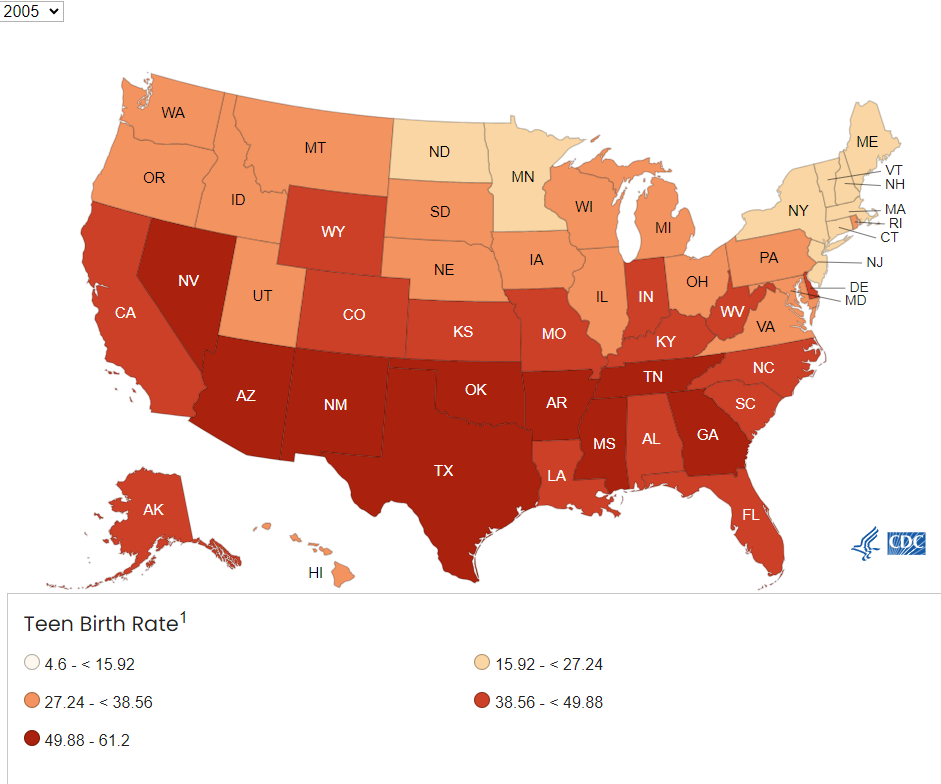 2005
WA
MT
ND
ME
OR
ID
MN
VT
NH
SD
WI
MI
NY
MA
RI
CT
WY
NE
IA
PA
NJ
NV
UT
IL
IN
OH
DE
MD
CA
CO
KS
MO
WV
VA
KY
AZ
NM
OK
AR
TN
NC
SC
TX
MS
AL
GA
LA
AK
FL
HI
CDC
Teen Birth Rate1
4.6 - < 15.92
15.92 - < 27.24
27.24 - < 38.56
38.56 - < 49.88
49.88 - 61.2